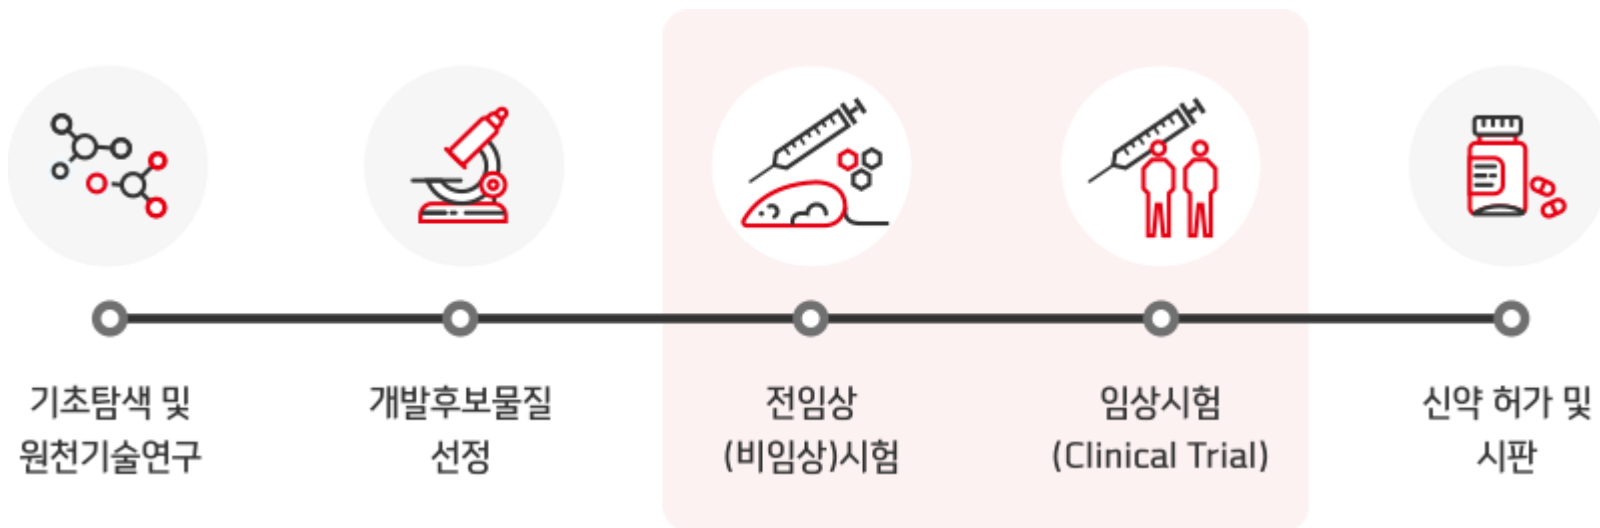 기초탐색 및
원천기술연구
개발후보물질
선정
전임상
(비임상)시험
임상시험
(Clinical Trial)
신약 허가 및
시판